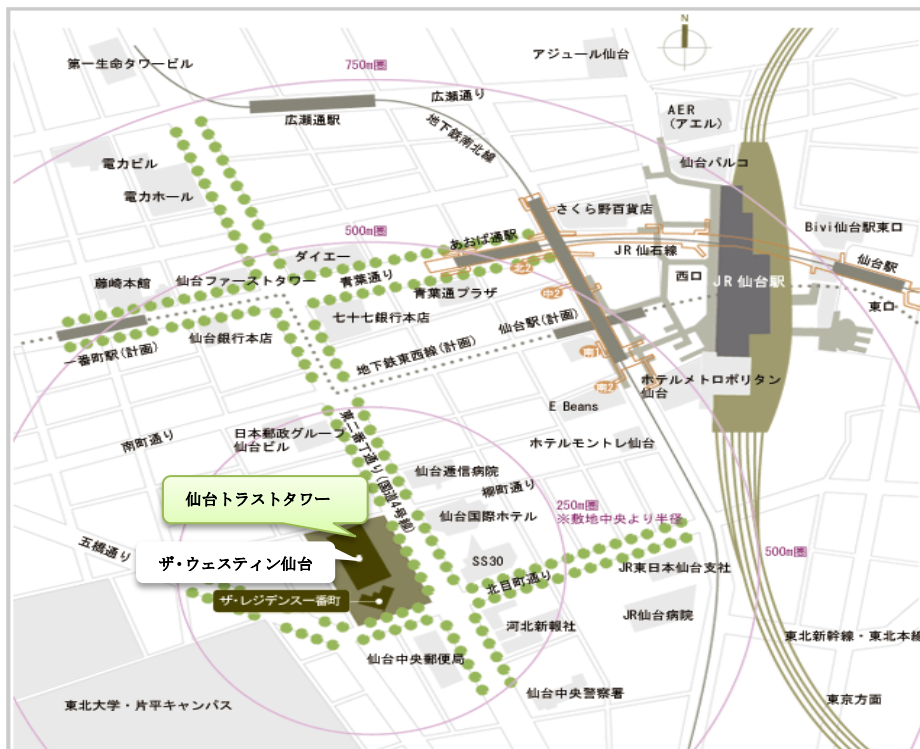 N
アジュール仙台
第一生命タワービル
750m圏
広瀬通り
広瀬通駅
AER
(アエル)
地下鉄南北線
電力ビル
仙台パルコ
電力ホール
さくら野百貨店
Bivi仙台駅東口
500m圏
あおば通駅
ダイエー
JR仙石線
仙台駅
北2
西口
JR仙台駅
藤崎本館
仙台ファーストタワー
青葉通り
青葉通プラザ
中2
東口
七十七銀行本店
仙台駅(計画)
仙台銀行本店
一番町駅(計画)
地下鉄東西線(計画)
南1
南2
ホテルメトロポリタン
仙台
E Beans
南町通り
日本郵政グループ
仙台ビル
第二番丁通り(国道4号線)
ホテルモントレ仙台
仙台逓信病院
柳町通り
仙台トラストタワー
250m圏
※敷地中央より半径
仙台国際ホテル
五橋通り
ザ・ウェスティン仙台
500m圏
SS30
北目町通り
JR東日本仙台支社
ザ・レジデンス一番町
河北新報社
JR仙台病院
東北新幹線・東北本線
仙台中央郵便局
仙台中央警察署
東京方面
東北大学・片平キャンパス